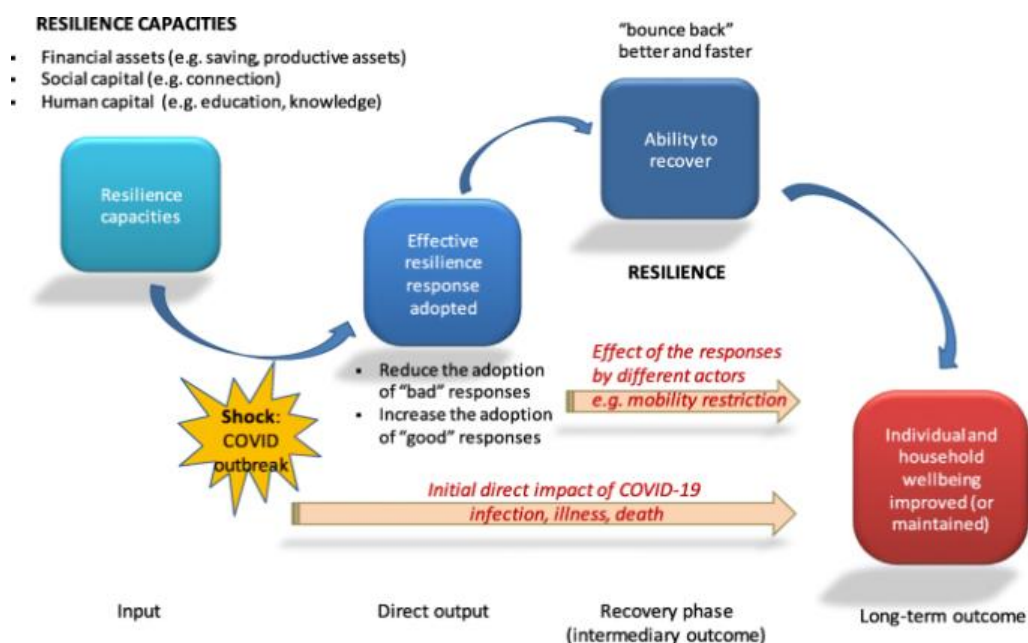 RESILIENCE CAPACITIES
▪ Financial assets (e.g. saving, productive assets)
▪ Social capital (e.g. connection)
▪ Human capital (e.g. education, knowledge)
“bounce back”
better and faster
Resilience
capacities
Effective
resilience
response
adopted
Ability to
recover
RESILIENCE
▪ Reduce the adoption
of “bad” responses
▪ Increase the adoption
of “good” responses
Effect of the responses
by different actors
e.g. mobility restriction
Shock:
COVID
outbreak
Initial direct impact of COVID-19
infection, illness, death
Individual and
household
wellbeing
improved (or
maintained)
Input
Direct output
Recovery phase
(intermediary outcome)
Long-term outcome